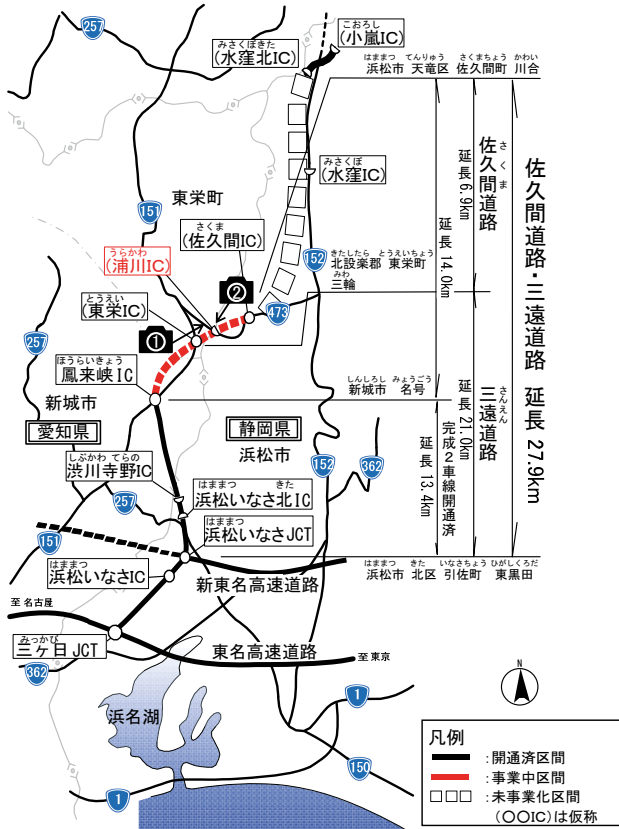 257
こおろし
(小嵐IC)
みさくぼきた
(水窪北IC)
はままつ てんりゅう さくまちょう かわい
浜松市 天竜区 佐久間町 川合
みさくぼ
(水窪IC)
東栄町
151
さくま
(佐久間IC)
うらかわ
(浦川IC)
とうえい
(東栄IC)
152
きたしたら とうえいちょう
北設楽郡 東栄町
みわ
三輪
②
①
473
257
ほうらいきょう
鳳来峡IC
新城市
愛知県
静岡県
浜松市
しんしろし みょうごう
新城市 名号
しぶかわ てらの
渋川寺野IC
257
はままつ きた
浜松いなさ北IC
152
362
はままつ
浜松いなさJCT
151
はままつ
浜松いなさIC
新東名高速道路
はままつ きた いなさちょう ひがしくろだ
浜松市 北区 引佐町 東黒田
至 名古屋
みっかび
三ヶ日JCT
東名高速道路
至 東京
362
浜名湖
1
1
150
N
佐久間道路
さくま
延長 6.9km
延長 14.0km
三遠道路
さんえん
延長 21.0km
完成2車線開通済
延長 13.4km
佐久間道路・三遠道路 延長 27.9km
凡例
:開通済区間
:事業中区間
:未事業化区間
(〇〇IC)は仮称